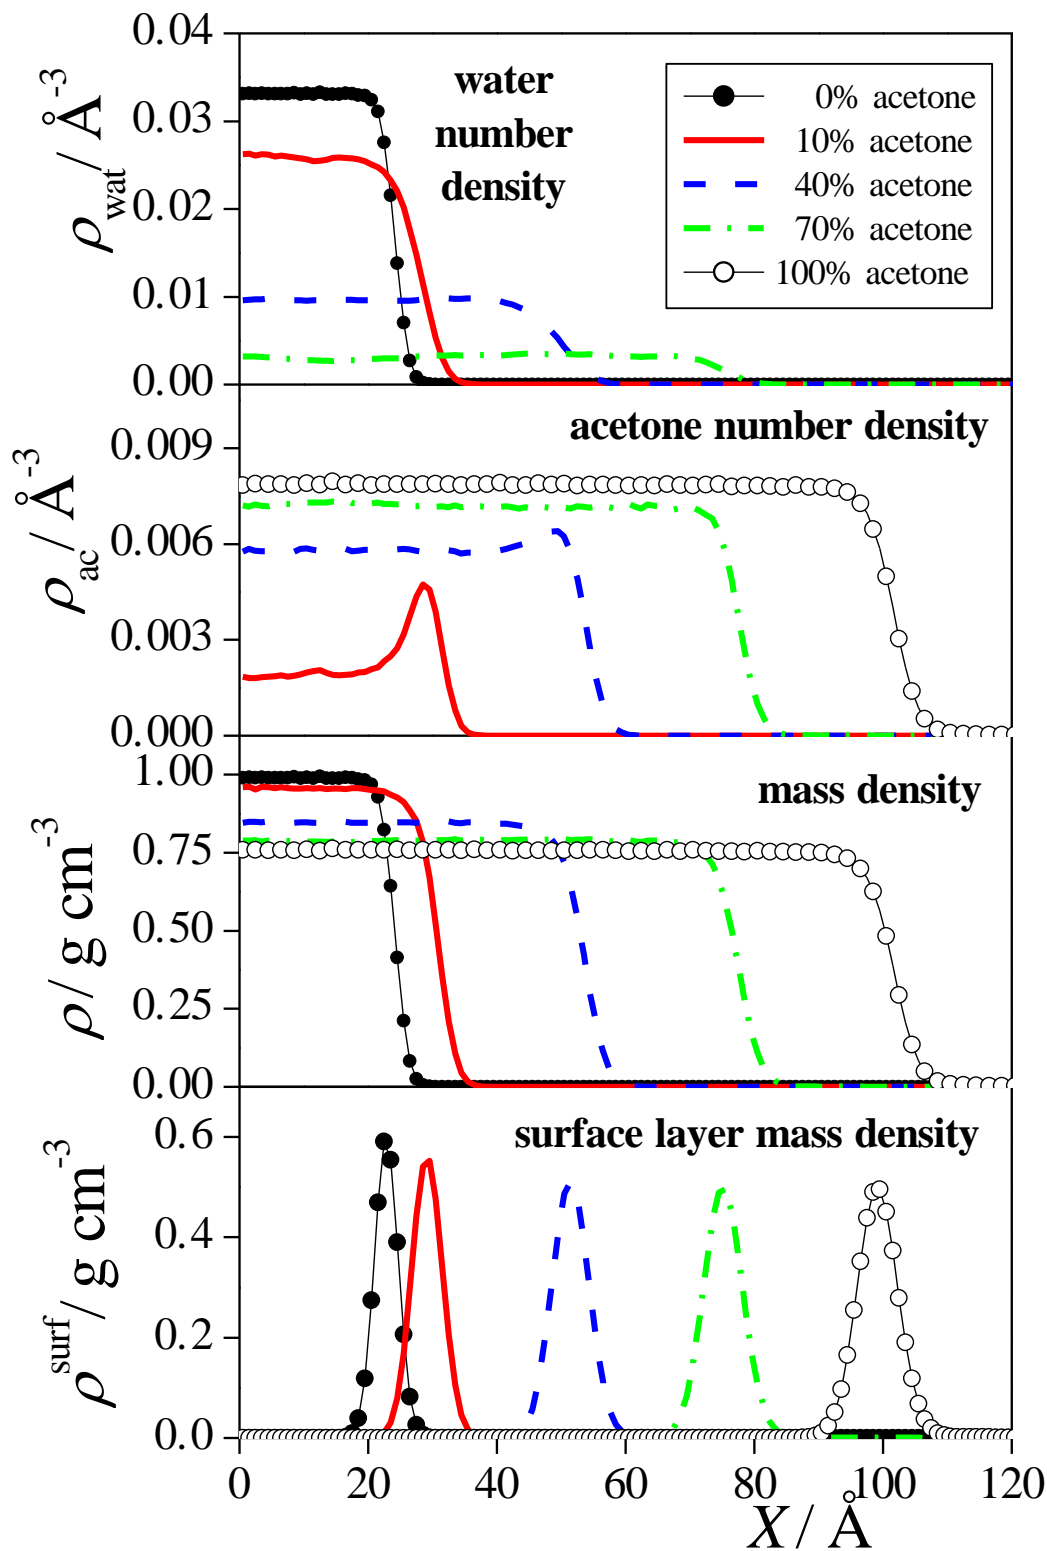 0.04
0.03
0.02
0.01
0.00
ρwat / Å-3
water
number
density
0% acetone
10% acetone
40% acetone
70% acetone
100% acetone
0.009
0.006
0.003
0.000
ρac / Å-3
acetone number density
1.00
0.75
0.50
0.25
0.00
ρ / g cm-3
mass density
0.6
0.4
0.2
0.0
ρsurf / g cm-3
surface layer mass density
0 20 40 60 80 100 120
X / Å